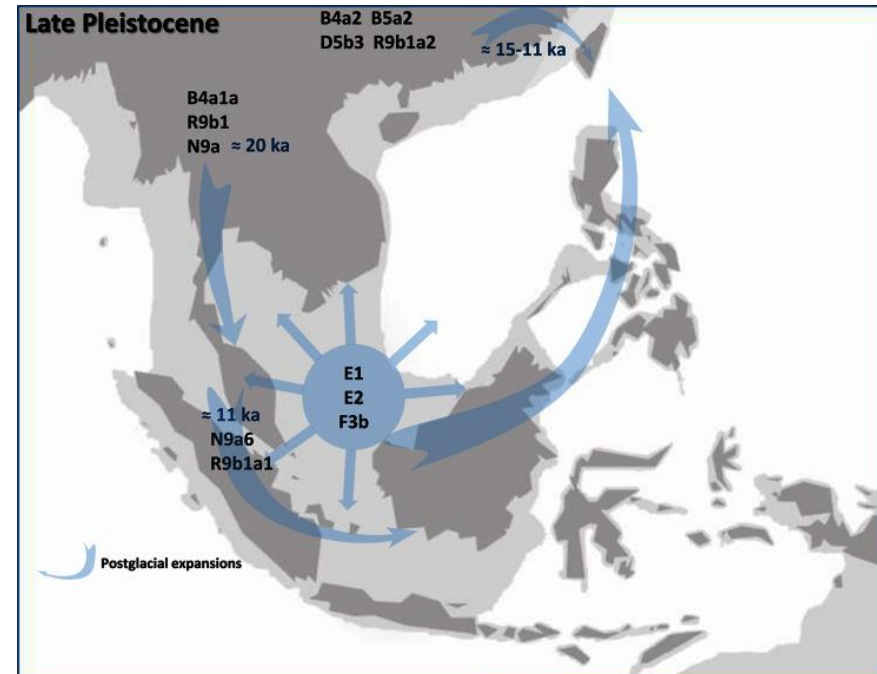 Late Pleistocene
B4a2 B5a2
D5b3 R9b1a2
≈ 15-11 ka
B4a1a
R9b1
N9a ≈ 20 ka
E1
E2
F3b
≈ 11 ka
N9a6
R9b1a1
Postglacial expansions